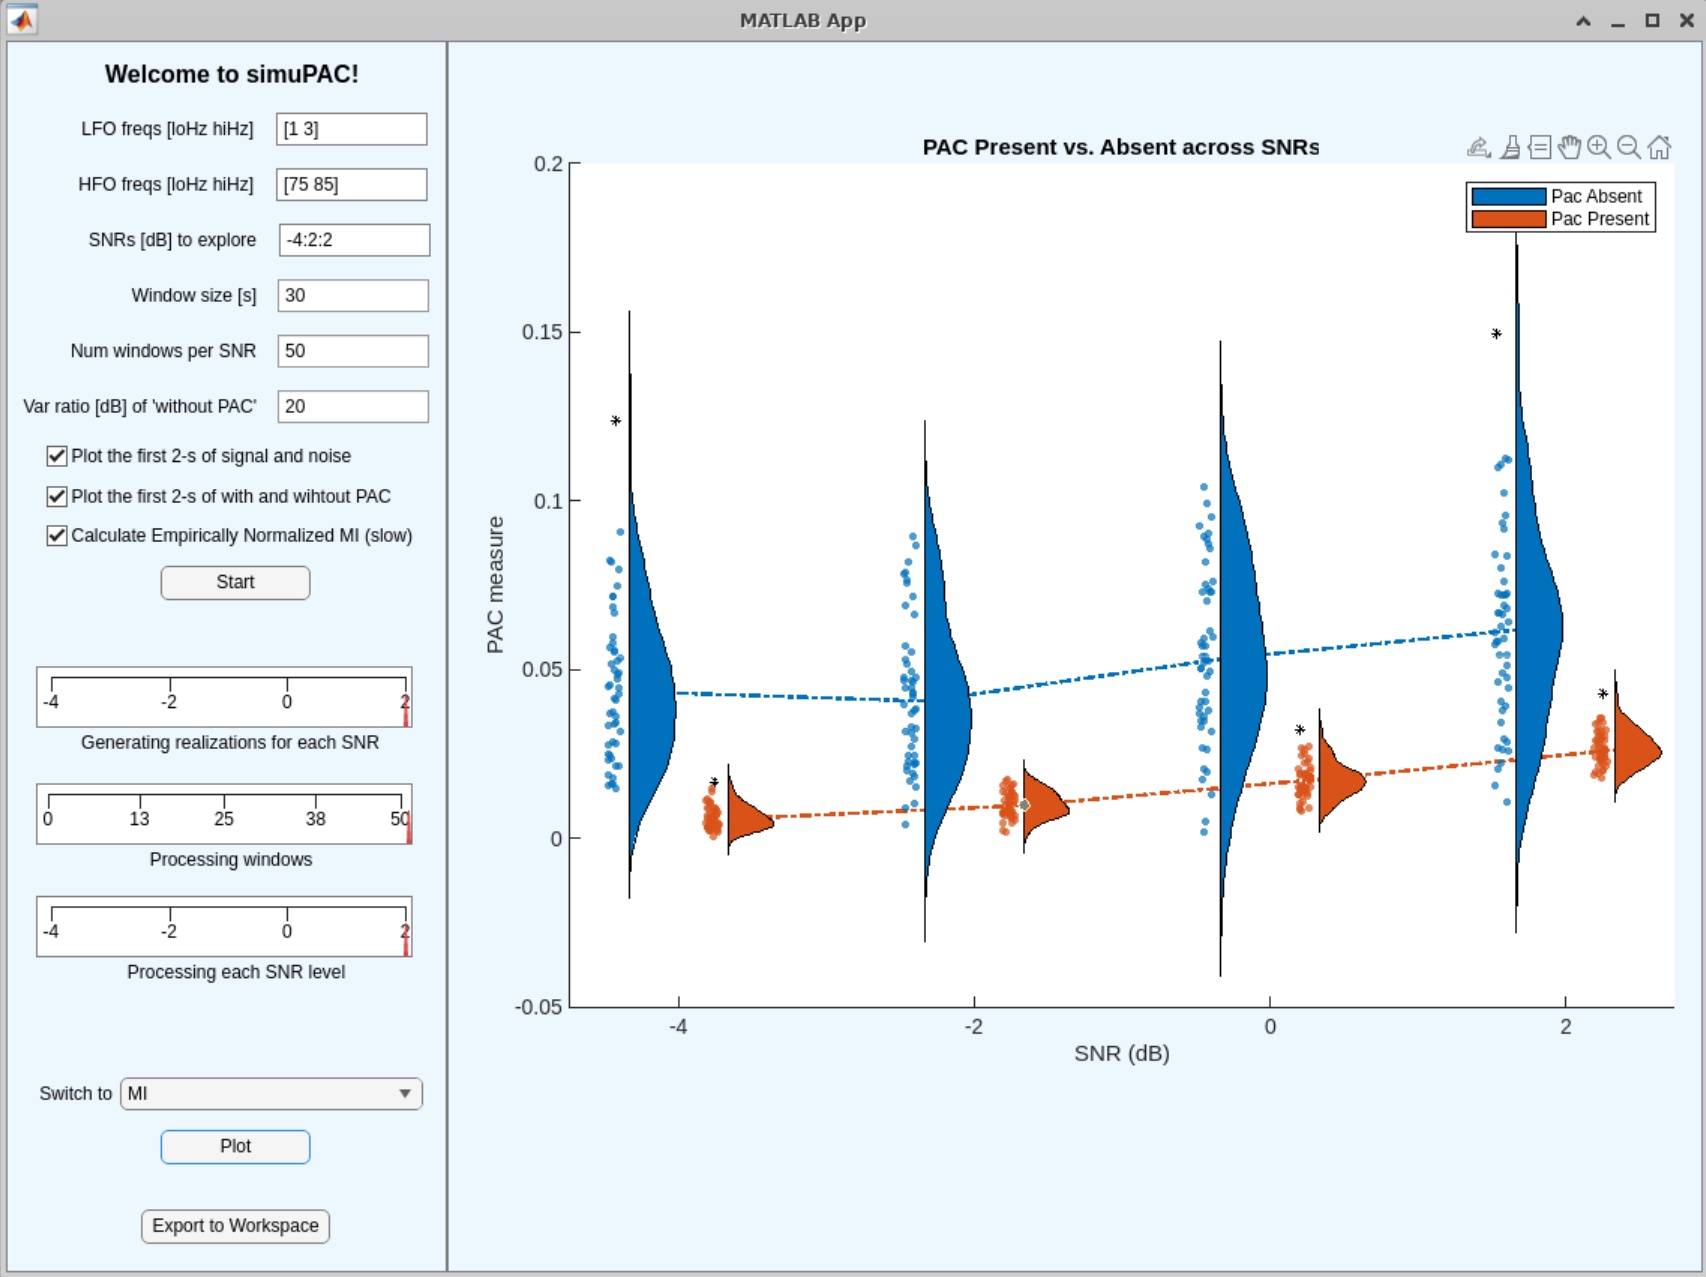 MATLAB App
Welcome to simuPAC!
LFO freqs [loHz hiHz] [1 3]
HFO freqs [loHz hiHz] [75 85]
SNRs [dB] to explore -4:2:2
Window size [s] 30
Num windows per SNR 50
Var ratio [dB] of 'without PAC' 20
Plot the first 2-s of signal and noise
Plot the first 2-s of with and wihtout PAC
Calculate Empirically Normalized MI (slow)
Start
-4 -2 0 2
Generating realizations for each SNR
0 13 25 38 50
Processing windows
-4 -2 0 2
Processing each SNR level
Switch to MI
Plot
Export to Workspace
PAC Present vs. Absent across SNRs
Pac Absent
Pac Present
PAC measure
0.2
0.15
0.1
0.05
0
-0.05
-4 -2 0 2
SNR (dB)